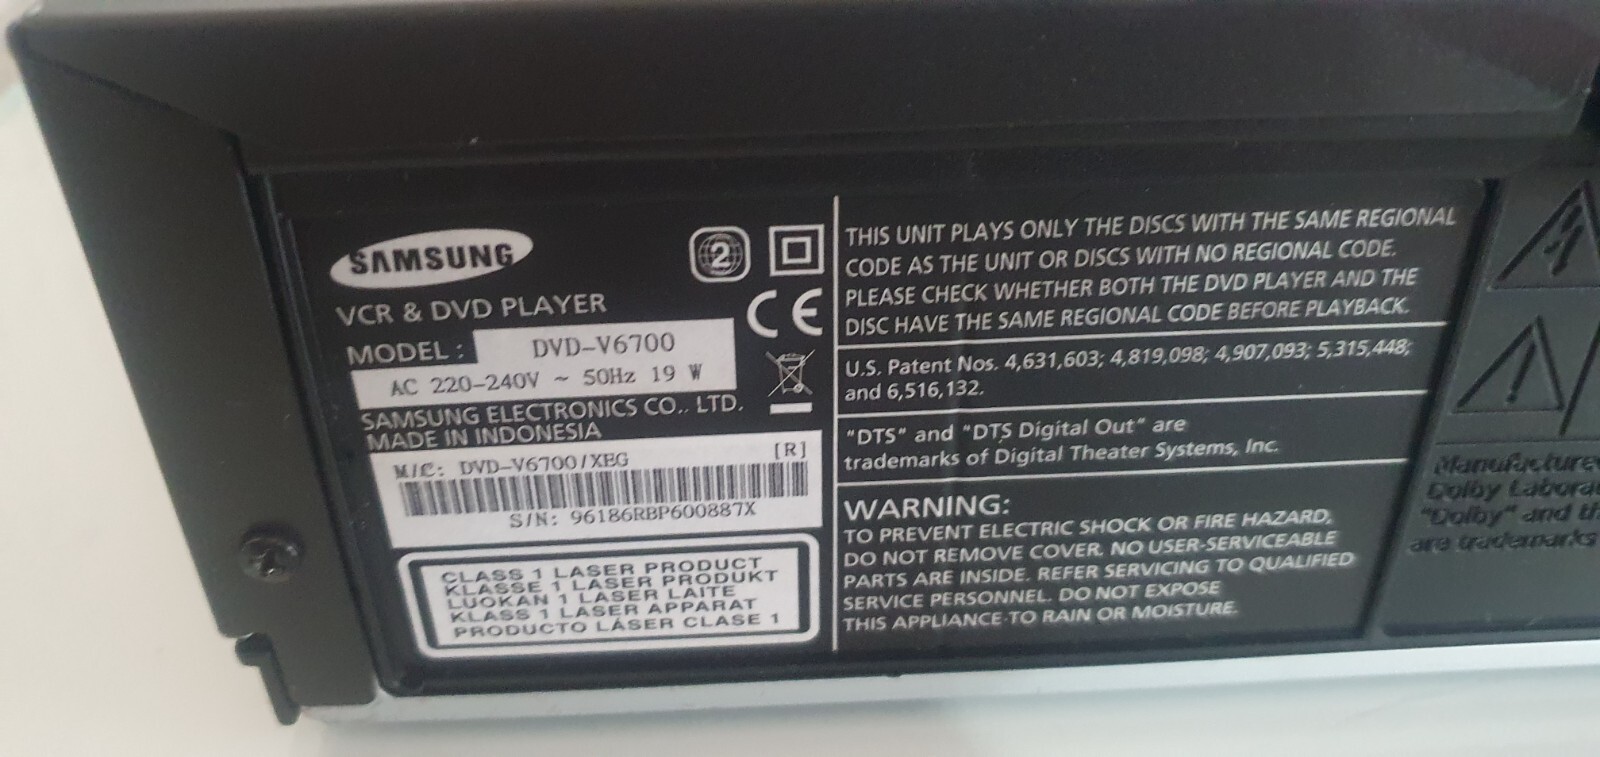 SAMSUNG
2
VCR & DVD PLAYER
CE
MODEL : DVD-V6700
AC 220-240V ~ 50Hz 19 W
SAMSUNG ELECTRONICS CO., LTD.
MADE IN INDONESIA
M/C: DVD-V6700/XEG [R]
S/N: 96186RBP600887X
CLASS 1 LASER PRODUCT
KLASSE 1 LASER PRODUKT
LUOKAN 1 LASER LAITE
KLASS 1 LASER APPARAT
PRODUCTO LÁSER CLASE 1
THIS UNIT PLAYS ONLY THE DISCS WITH THE SAME REGIONAL
CODE AS THE UNIT OR DISCS WITH NO REGIONAL CODE.
PLEASE CHECK WHETHER BOTH THE DVD PLAYER AND THE
DISC HAVE THE SAME REGIONAL CODE BEFORE PLAYBACK.
U.S. Patent Nos. 4,631,603; 4,819,098; 4,907,093; 5,315,448;
and 6,516,132.
"DTS" and "DTS Digital Out" are
trademarks of Digital Theater Systems, Inc.
WARNING:
TO PREVENT ELECTRIC SHOCK OR FIRE HAZARD,
DO NOT REMOVE COVER. NO USER-SERVICEABLE
PARTS ARE INSIDE. REFER SERVICING TO QUALIFIED
SERVICE PERSONNEL. DO NOT EXPOSE
THIS APPLIANCE TO RAIN OR MOISTURE.
Manufacture
Dolby Labora
"Dolby" and th
are trademarks